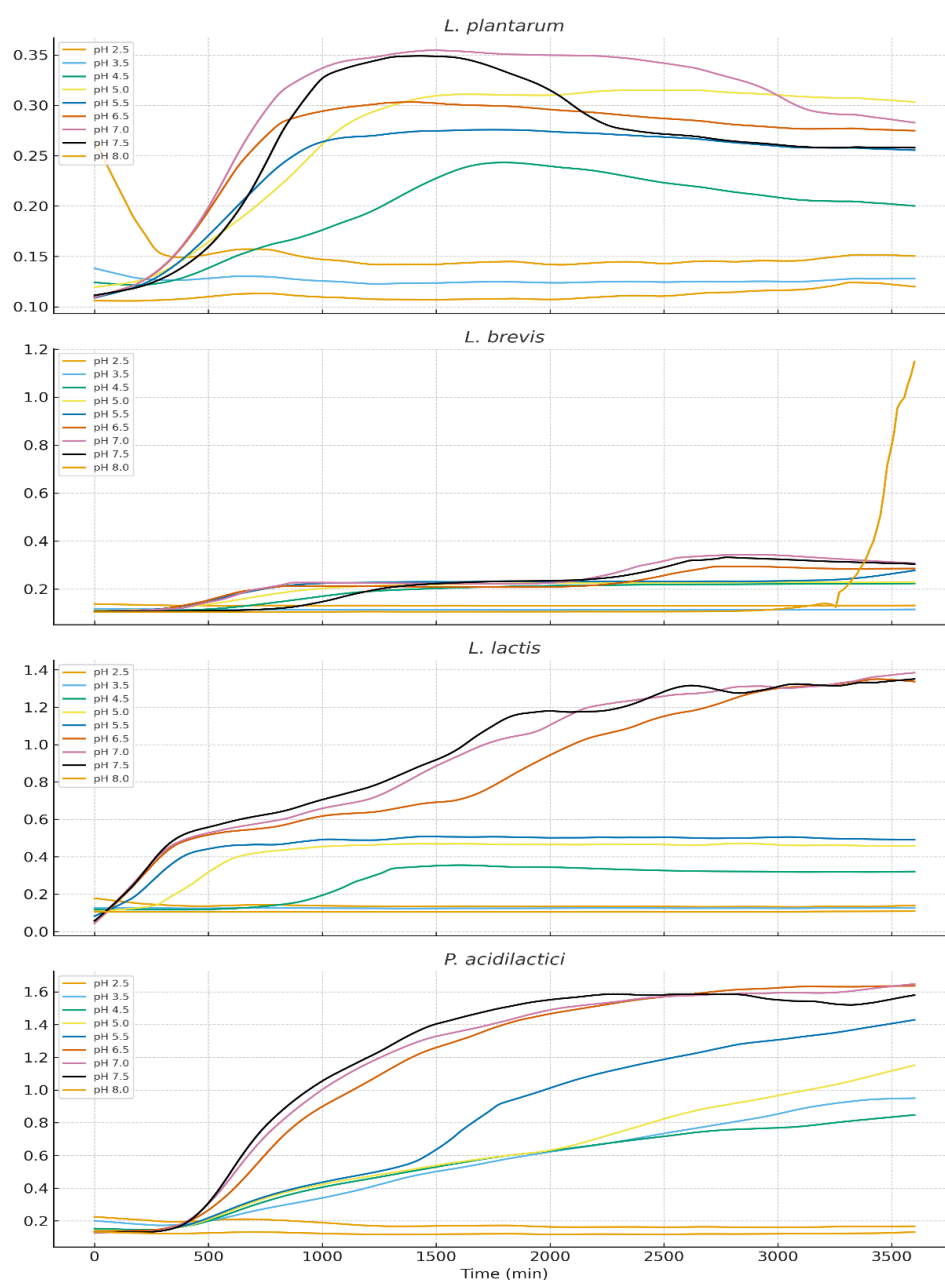 L. plantarum
0.35
0.30
0.25
0.20
0.15
0.10
pH 2.5
pH 3.5
pH 4.5
pH 5.0
pH 5.5
pH 6.5
pH 7.0
pH 7.5
pH 8.0
L. brevis
1.2
1.0
0.8
0.6
0.4
0.2
pH 2.5
pH 3.5
pH 4.5
pH 5.0
pH 5.5
pH 6.5
pH 7.0
pH 7.5
pH 8.0
L. lactis
1.4
1.2
1.0
0.8
0.6
0.4
0.2
0.0
pH 2.5
pH 3.5
pH 4.5
pH 5.0
pH 5.5
pH 6.5
pH 7.0
pH 7.5
pH 8.0
P. acidilactici
1.6
1.4
1.2
1.0
0.8
0.6
0.4
0.2
pH 2.5
pH 3.5
pH 4.5
pH 5.0
pH 5.5
pH 6.5
pH 7.0
pH 7.5
pH 8.0
0 500 1000 1500 2000 2500 3000 3500
Time (min)